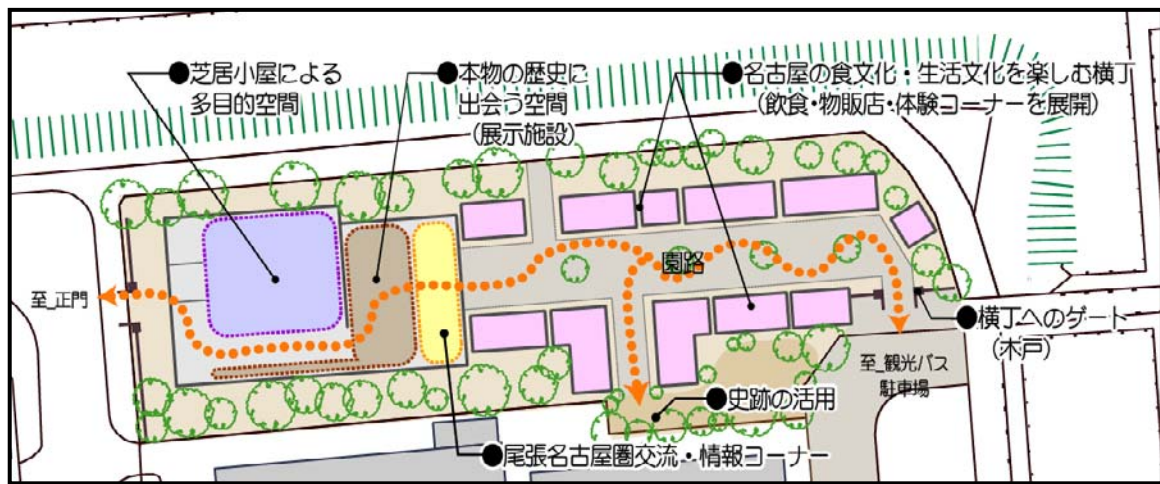 ●芝居小屋による
多目的空間
●本物の歴史に
出会う空間
(展示施設)
●名古屋の食文化・生活文化を楽しむ横丁
(飲食・物販店・体験コーナーを展開)
園路
至_正門
●横丁へのゲート
(木戸)
至_観光バス
駐車場
●史跡の活用
●尾張名古屋圏交流・情報コーナー